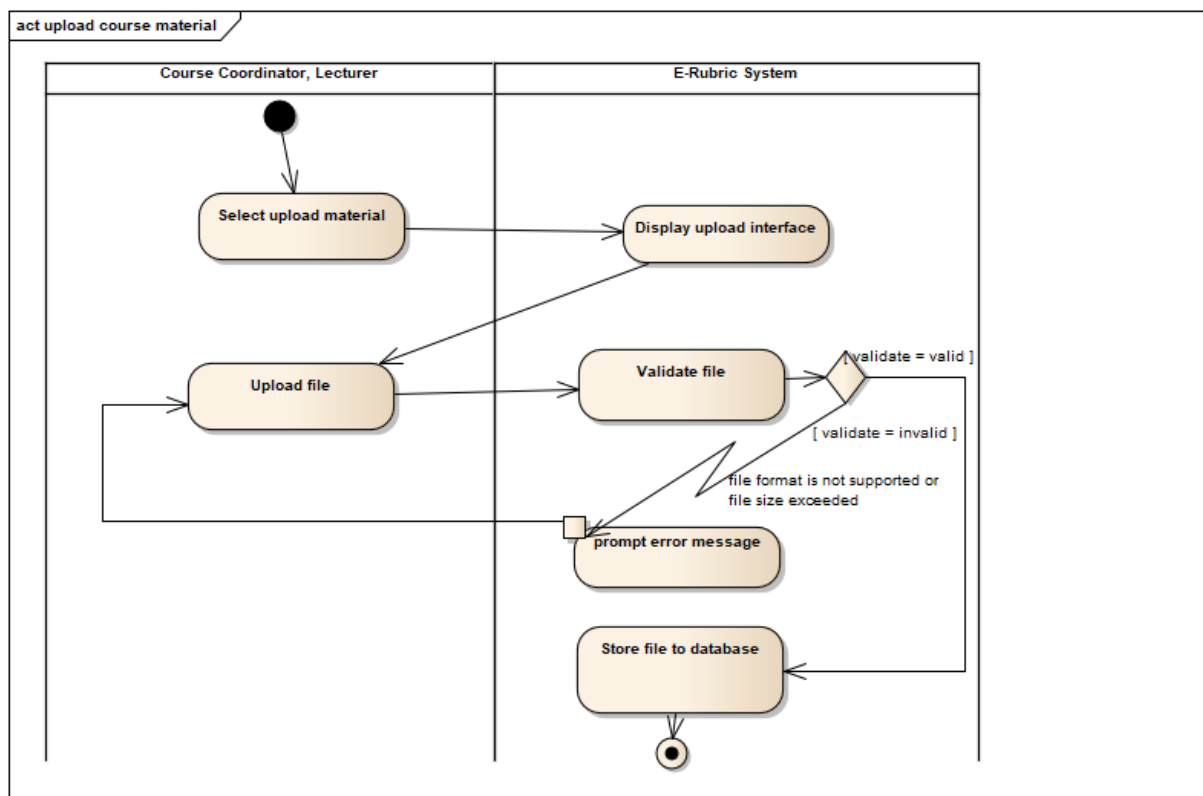 act upload course material
Course Coordinator, Lecturer
E-Rubric System
Select upload material
Display upload interface
Upload file
Validate file
[ validate = valid ]
[ validate = invalid ]
file format is not supported or
file size exceeded
prompt error message
Store file to database